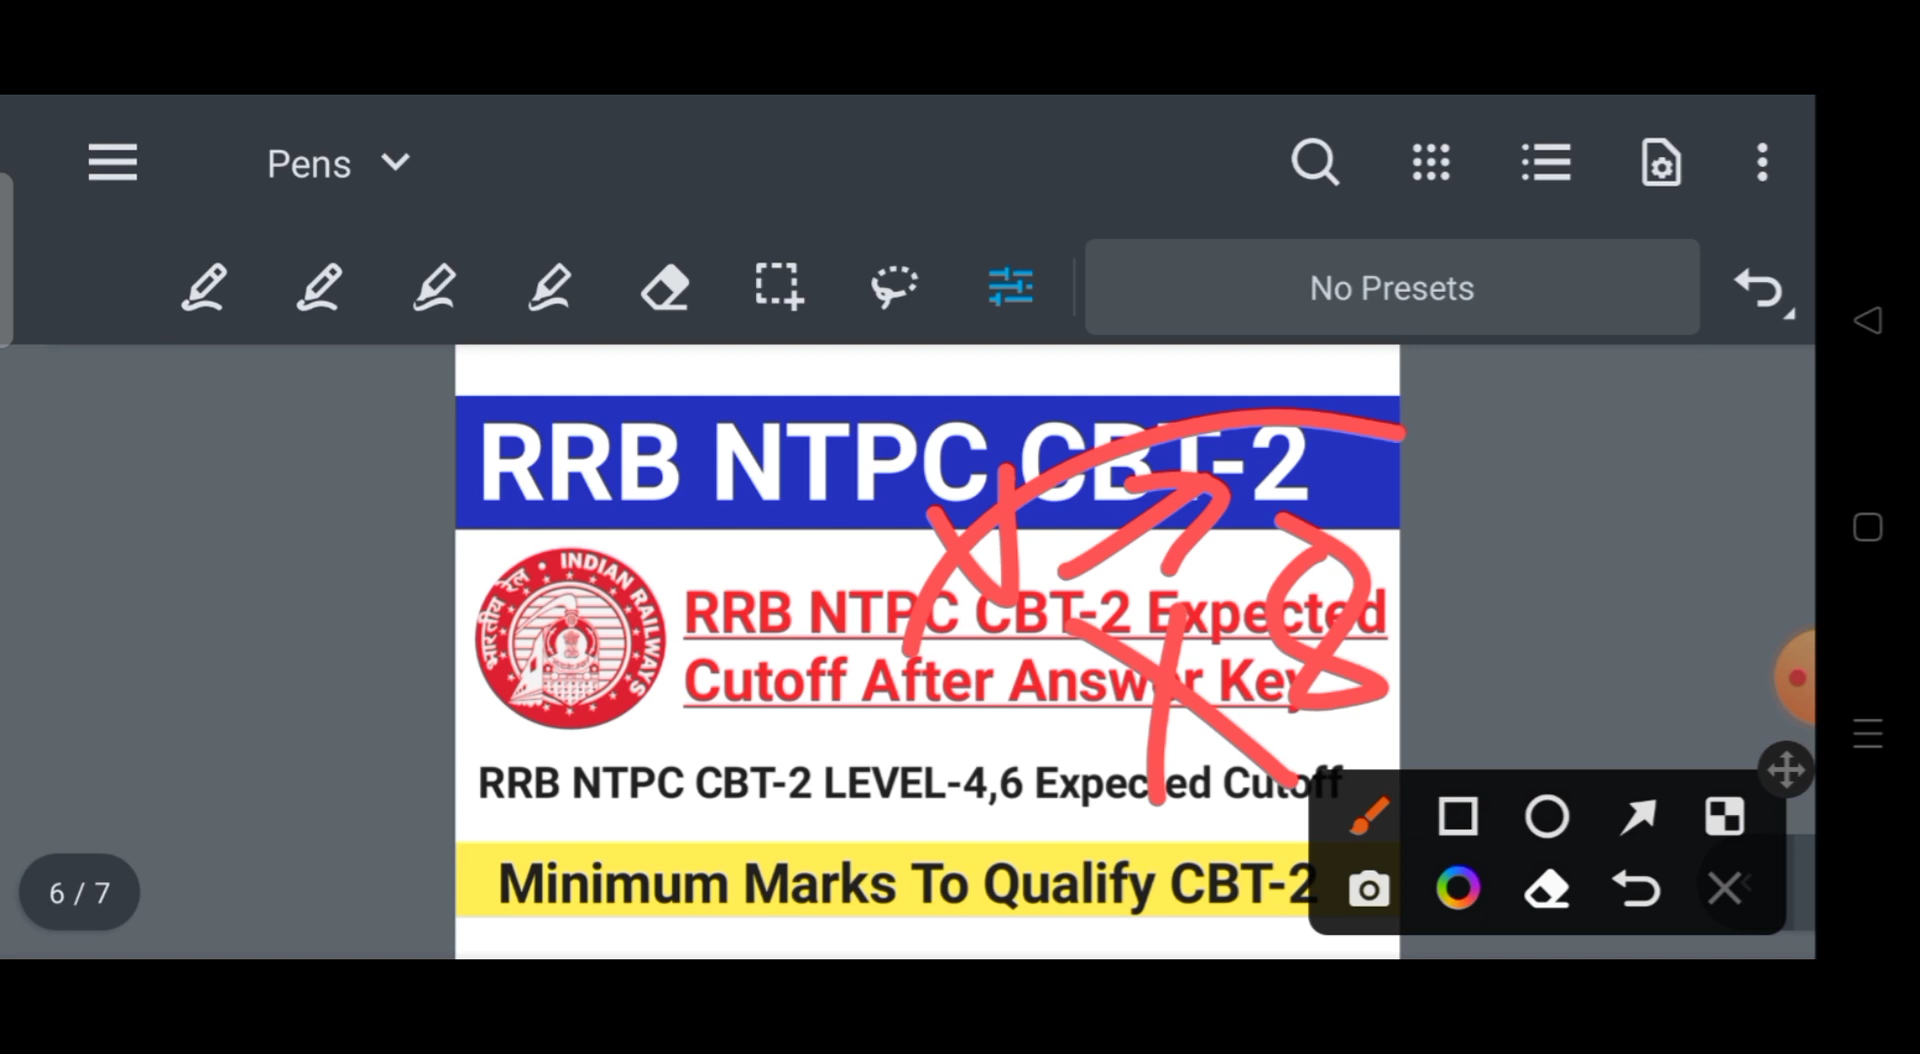 Pens
No Presets
RRB NTPC CBT-2
भारतीय रेल • INDIAN RAILWAYS
RRB NTPC CBT-2 Expected
Cutoff After Answer Key
RRB NTPC CBT-2 LEVEL-4,6 Expected Cutoff
Minimum Marks To Qualify CBT-2
6 / 7